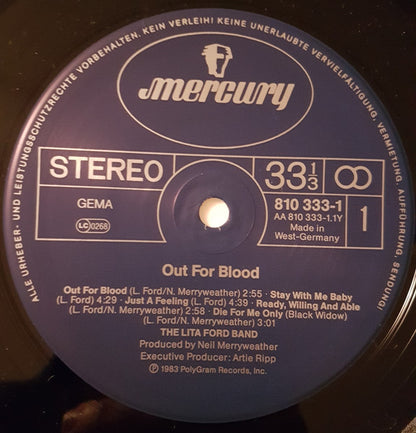 ALLE URHEBER- UND LEISTUNGSSCHUTZRECHTE VORBEHALTEN. KEIN VERLEIH! KEINE UNERLAUBTE VERVIELFÄLTIGUNG, VERMIETUNG, AUFFÜHRUNG, SENDUNG!
mercury
STEREO
33 1/3
GEMA
LC 0268
810 333-1
AA 810 333-1.1Y
Made in
West-Germany
1
Out For Blood
Out For Blood (L. Ford/N. Merryweather) 2:55 · Stay With Me Baby
(L. Ford) 4:29 · Just A Feeling (L. Ford) 4:39 · Ready, Willing And Able
(L. Ford/N. Merryweather) 2:58 · Die For Me Only (Black Widow)
(L. Ford/N. Merryweather) 3:01
THE LITA FORD BAND
Produced by Neil Merryweather
Executive Producer: Artie Ripp
℗ 1983 PolyGram Records, Inc.